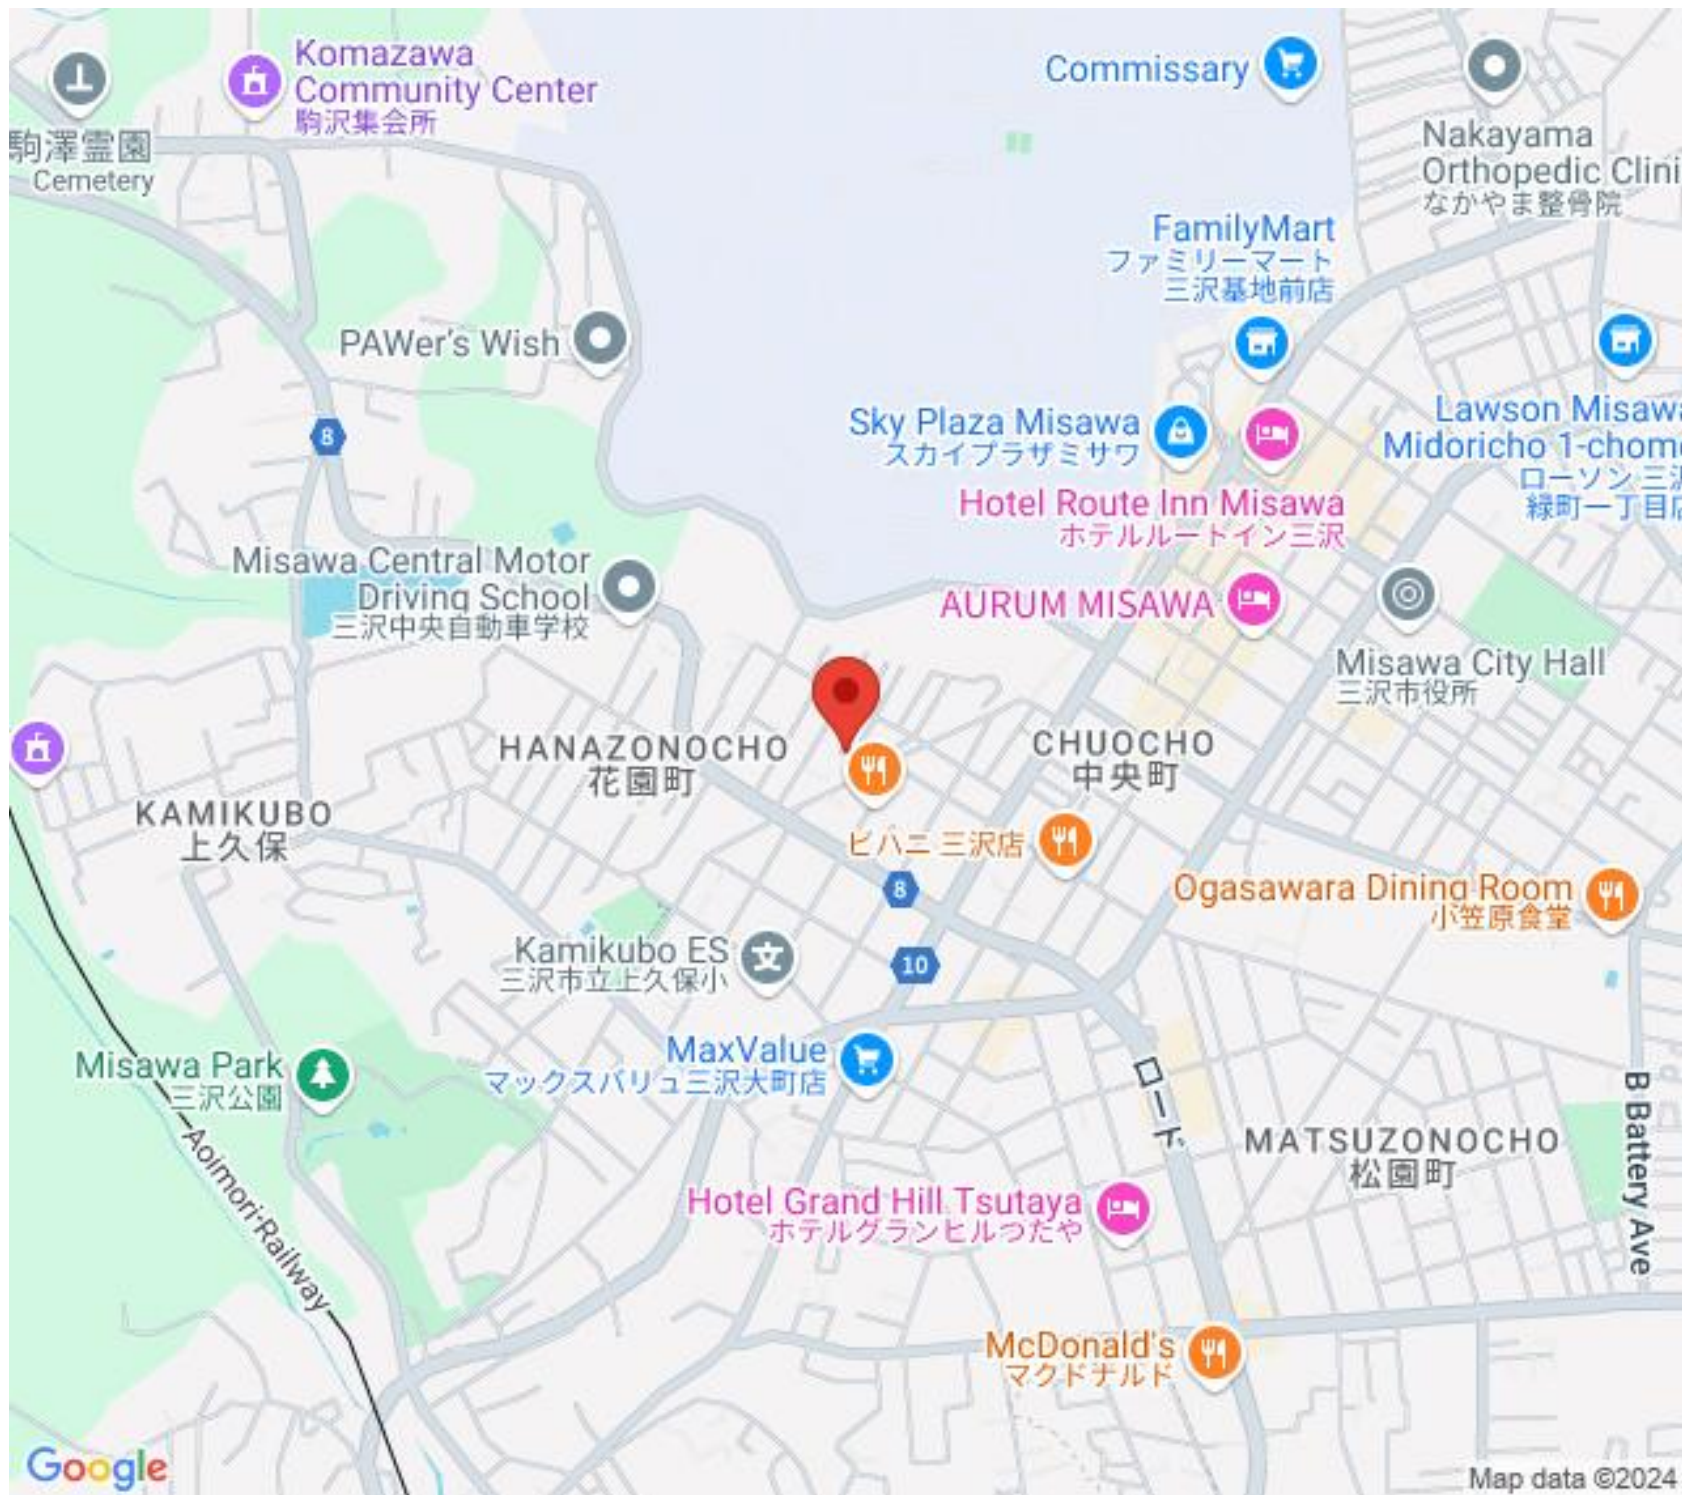 Komazawa
Community Center
駒沢集会所
Commissary
駒澤霊園
Cemetery
Nakayama
Orthopedic Clini
なかやま整骨院
FamilyMart
ファミリーマート
三沢基地前店
PAWer's Wish
8
Sky Plaza Misawa
スカイプラザミサワ
Lawson Misawa
Midoricho 1-chome
ローソン 三沢
緑町一丁目店
Hotel Route Inn Misawa
ホテルルートイン三沢
Misawa Central Motor
Driving School
三沢中央自動車学校
AURUM MISAWA
Misawa City Hall
三沢市役所
HANAZONOCHO
花園町
CHUOCHO
中央町
KAMIKUBO
上久保
ビハニ 三沢店
8
Ogasawara Dining Room
小笠原食堂
Kamikubo ES
三沢市立上久保小
文
10
MaxValue
マックスバリュ三沢大町店
Misawa Park
三沢公園
ロード
B Battery Ave
Aoimori-Railway
MATSUZONOCHO
松園町
Hotel Grand Hill Tsutaya
ホテルグランヒルつたや
McDonald's
マクドナルド
Google
Map data ©2024